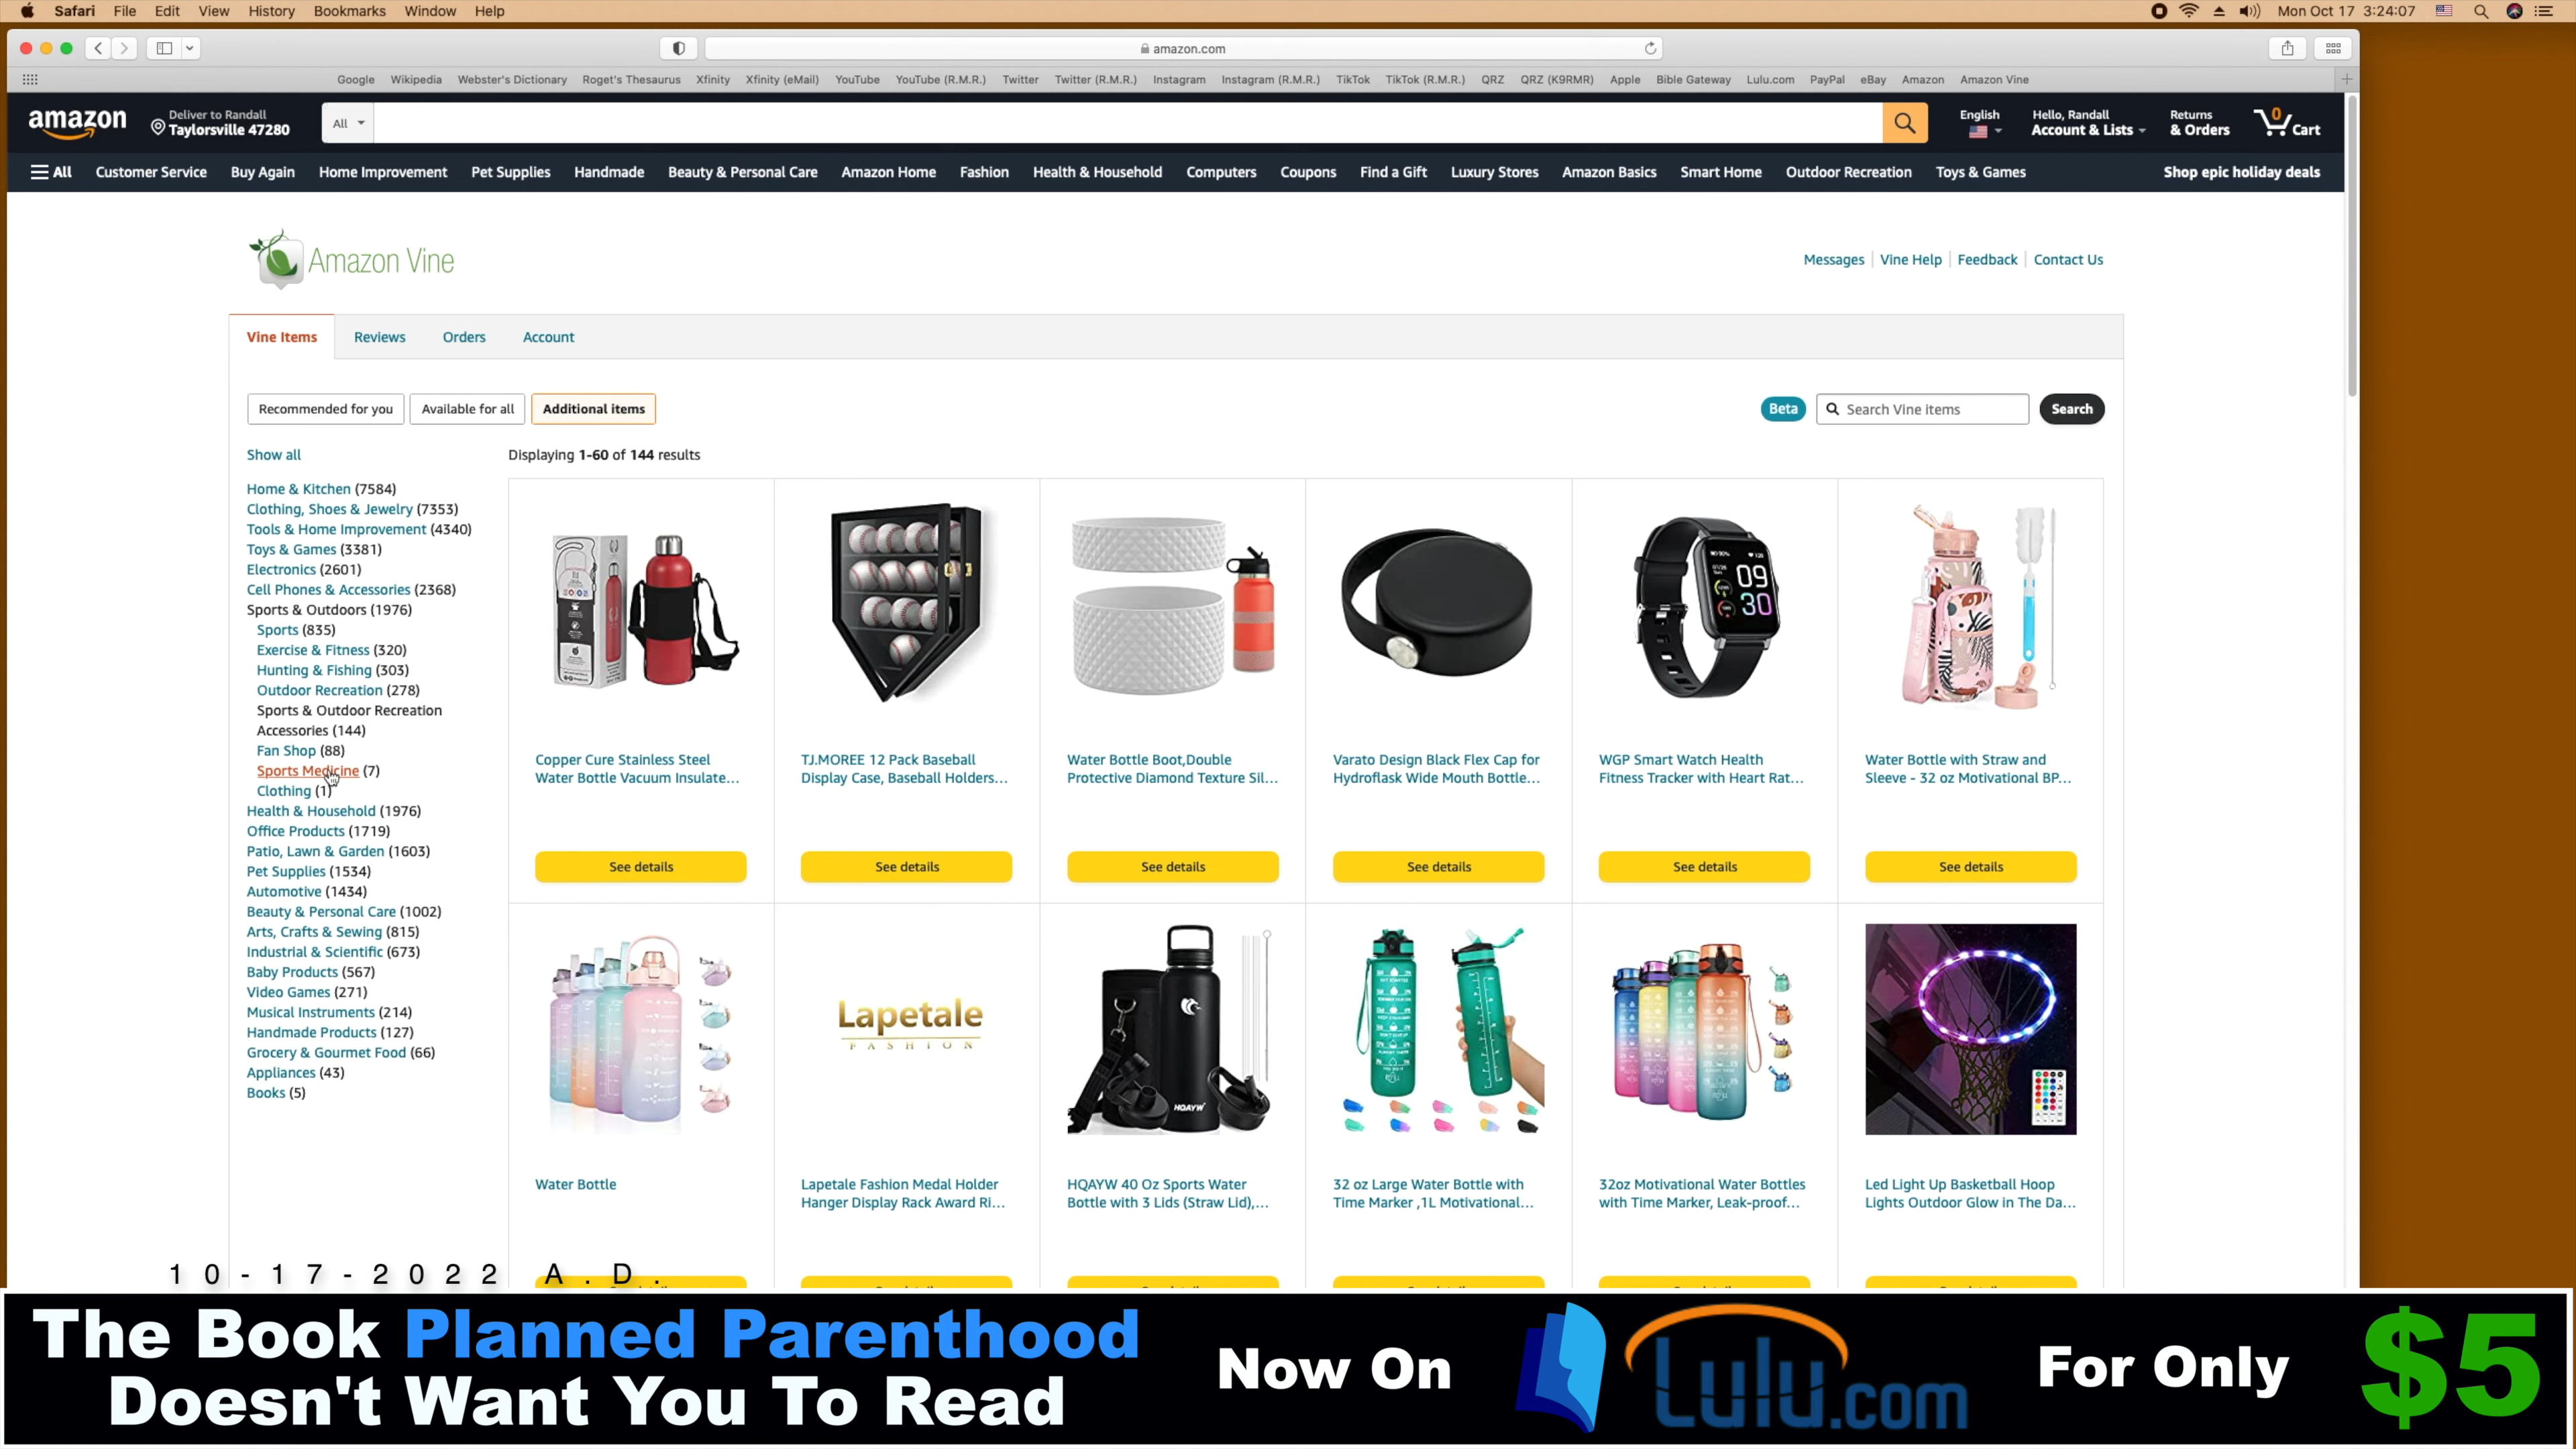 Safari File Edit View History Bookmarks Window Help
Mon Oct 17 3:24:07
amazon.com
Google Wikipedia Webster's Dictionary Roget's Thesaurus Xfinity Xfinity (eMail) YouTube YouTube (R.M.R.) Twitter Twitter (R.M.R.) Instagram Instagram (R.M.R.) TikTok TikTok (R.M.R.) QRZ QRZ (K9RMR) Apple Bible Gateway Lulu.com PayPal eBay Amazon Amazon Vine
amazon
Deliver to Randall
Taylorsville 47280
All
English
Hello, Randall
Account & Lists
Returns
& Orders
0
Cart
All Customer Service Buy Again Home Improvement Pet Supplies Handmade Beauty & Personal Care Amazon Home Fashion Health & Household Computers Coupons Find a Gift Luxury Stores Amazon Basics Smart Home Outdoor Recreation Toys & Games
Shop epic holiday deals
Amazon Vine
Messages Vine Help Feedback Contact Us
Vine Items Reviews Orders Account
Recommended for you Available for all Additional items
Beta Search Vine items Search
Show all
Displaying 1-60 of 144 results
Home & Kitchen (7584)
Clothing, Shoes & Jewelry (7353)
Tools & Home Improvement (4340)
Toys & Games (3381)
Electronics (2601)
Cell Phones & Accessories (2368)
Sports & Outdoors (1976)
Sports (835)
Exercise & Fitness (320)
Hunting & Fishing (303)
Outdoor Recreation (278)
Sports & Outdoor Recreation
Accessories (144)
Fan Shop (88)
Sports Medicine (7)
Clothing (1)
Health & Household (1976)
Office Products (1719)
Patio, Lawn & Garden (1603)
Pet Supplies (1534)
Automotive (1434)
Beauty & Personal Care (1002)
Arts, Crafts & Sewing (815)
Industrial & Scientific (673)
Baby Products (567)
Video Games (271)
Musical Instruments (214)
Handmade Products (127)
Grocery & Gourmet Food (66)
Appliances (43)
Books (5)
09
30
Copper Cure Stainless Steel
Water Bottle Vacuum Insulate...
See details
TJ.MOREE 12 Pack Baseball
Display Case, Baseball Holders...
See details
Water Bottle Boot,Double
Protective Diamond Texture Sil...
See details
Varato Design Black Flex Cap for
Hydroflask Wide Mouth Bottle...
See details
WGP Smart Watch Health
Fitness Tracker with Heart Rat...
See details
Water Bottle with Straw and
Sleeve - 32 oz Motivational BP...
See details
Lapetale
FASHION
HQAYW
Water Bottle
Lapetale Fashion Medal Holder
Hanger Display Rack Award Ri...
HQAYW 40 Oz Sports Water
Bottle with 3 Lids (Straw Lid),...
32 oz Large Water Bottle with
Time Marker ,1L Motivational...
32oz Motivational Water Bottles
with Time Marker, Leak-proof...
Led Light Up Basketball Hoop
Lights Outdoor Glow in The Da...
10-17-2022 A.D.
The Book Planned Parenthood
Doesn't Want You To Read
Now On
Lulu.com
For Only
$5